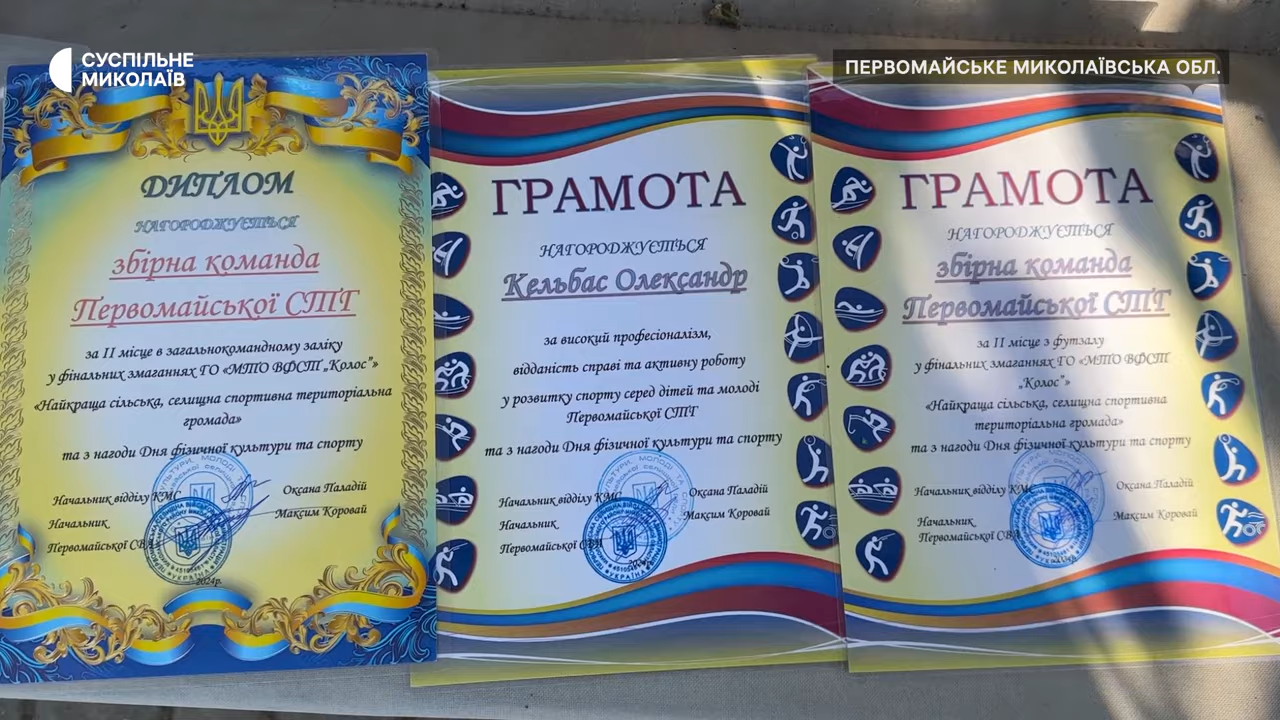 СУСПІЛЬНЕ
МИКОЛАЇВ
ПЕРВОМАЙСЬКЕ МИКОЛАЇВСЬКА ОБЛ.
ДИПЛОМ
НАГОРОДЖУЄТЬСЯ
збірна команда
Первомайської СТГ
за ІІ місце в загальнокомандному заліку
у фінальних змаганнях ГО «МТО ВФСТ „Колос”»
«Найкраща сільська, селищна спортивна територіальна
громада»
та з нагоди Дня фізичної культури та спорту
Начальник відділу КМС
Оксана Паладій
Начальник
Максим Коровай
Первомайської СВА
2024р.
ГРАМОТА
НАГОРОДЖУЄТЬСЯ
Кельбас Олександр
за високий професіоналізм,
відданість справі та активну роботу
у розвитку спорту серед дітей та молоді
Первомайської СТГ
та з нагоди Дня фізичної культури та спорту
Начальник відділу КМС
Оксана Паладій
Начальник
Максим Коровай
Первомайської СВА
УКРАЇНА
ГРАМОТА
НАГОРОДЖУЄТЬСЯ
збірна команда
Первомайської СТГ
за ІІ місце з футзалу
у фінальних змаганнях ГО «МТО ВФСТ
„Колос”»
«Найкраща сільська, селищна спортивна
територіальна громада»
та з нагоди Дня фізичної культури та спорту
Начальник відділу КМС
Оксана Паладій
Начальник
Максим Коровай
Первомайської СВА